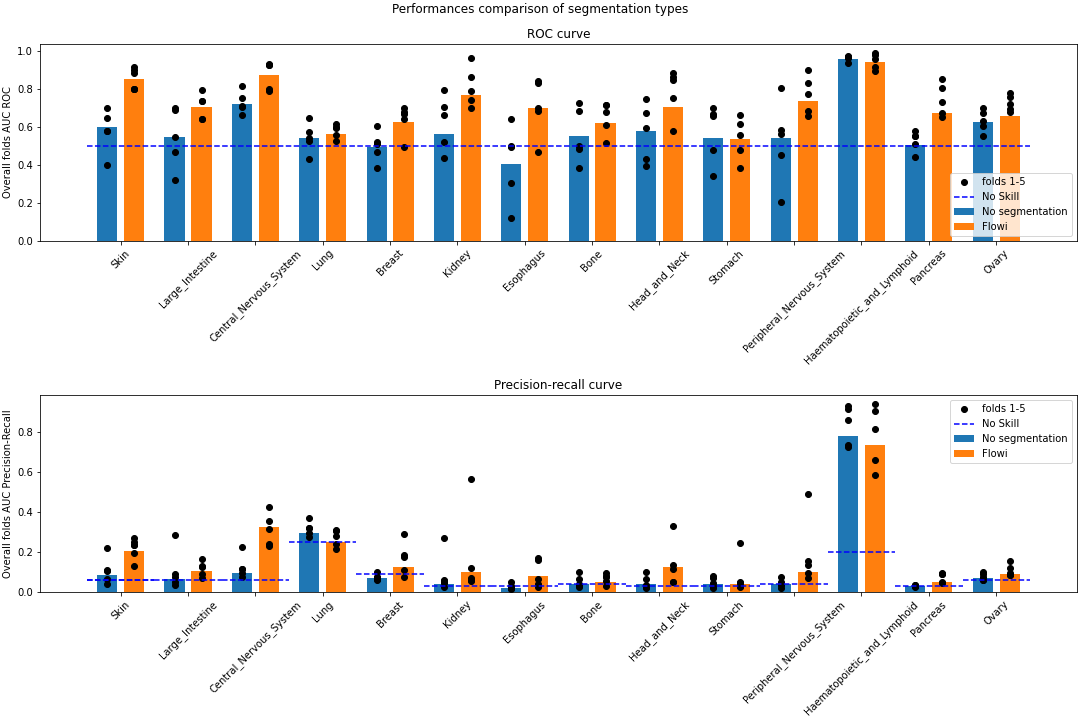 Performances comparison of segmentation types
ROC curve
Overall folds AUC ROC
1.0
0.8
0.6
0.4
0.2
0.0
folds 1-5
No Skill
No segmentation
Flowi
Skin
Large_Intestine
Central_Nervous_System
Lung
Breast
Kidney
Esophagus
Bone
Head_and_Neck
Stomach
Peripheral_Nervous_System
Haematopoietic_and_Lymphoid
Pancreas
Ovary
Precision-recall curve
Overall folds AUC Precision-Recall
0.8
0.6
0.4
0.2
0.0
folds 1-5
No Skill
No segmentation
Flowi
Skin
Large_Intestine
Central_Nervous_System
Lung
Breast
Kidney
Esophagus
Bone
Head_and_Neck
Stomach
Peripheral_Nervous_System
Haematopoietic_and_Lymphoid
Pancreas
Ovary